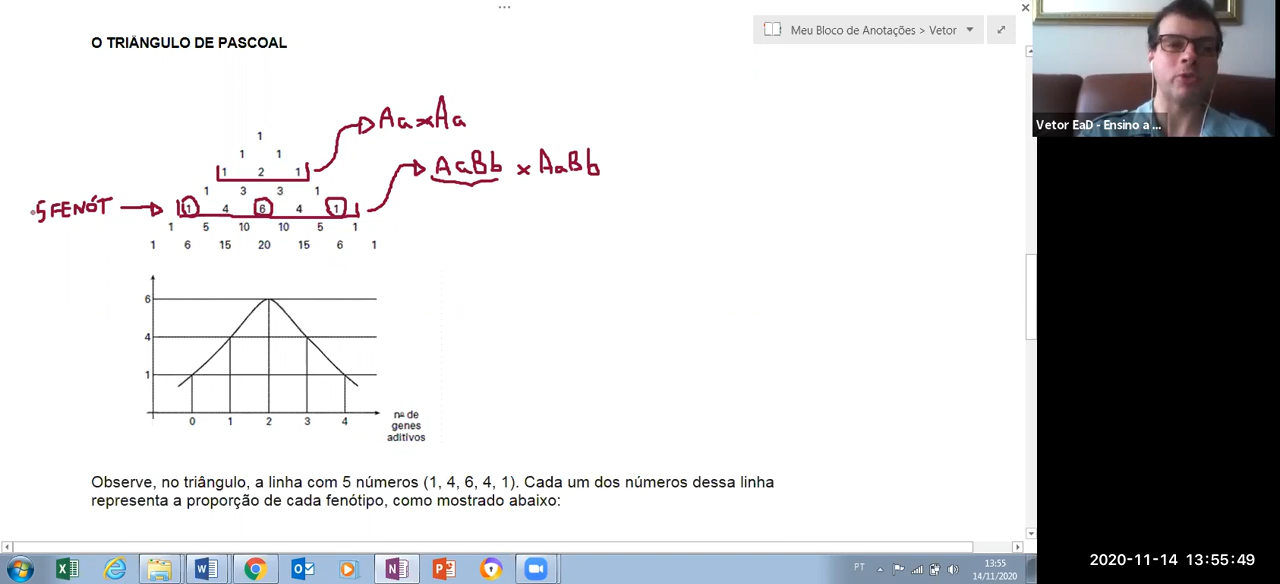 O TRIÂNGULO DE PASCOAL
Meu Bloco de Anotações > Vetor
Vetor EaD - Ensino a ...
Aa x Aa
1
1 1
1 2 1
AaBb x AaBb
1 3 3 1
5 FENÓT
1 4 6 4 1
1 5 10 10 5 1
1 6 15 20 15 6 1
6
4
1
0 1 2 3 4
nº de
genes
aditivos
Observe, no triângulo, a linha com 5 números (1, 4, 6, 4, 1). Cada um dos números dessa linha
representa a proporção de cada fenótipo, como mostrado abaixo:
PT
13:55
14/11/2020
2020-11-14 13:55:49